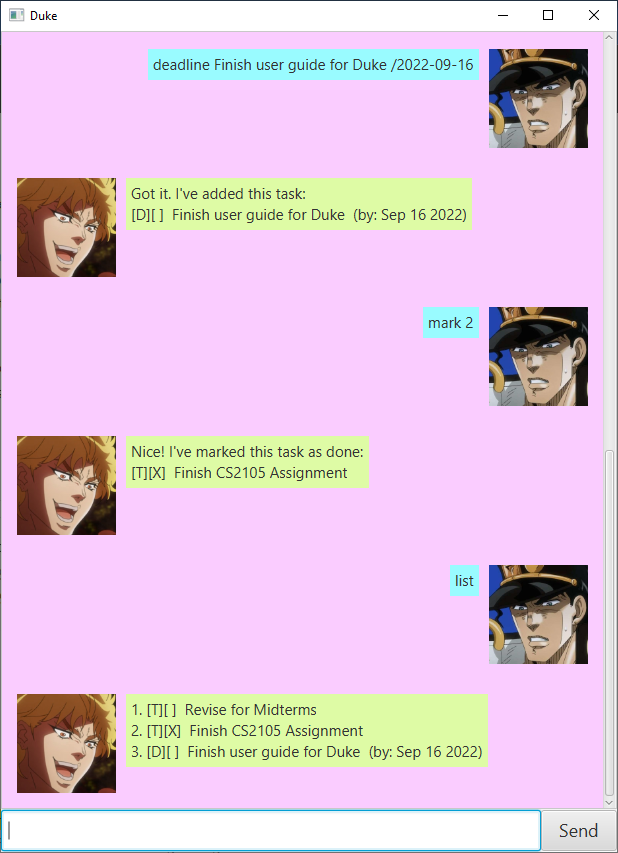 Duke
deadline Finish user guide for Duke /2022-09-16
Got it. I've added this task:
[D][ ]  Finish user guide for Duke  (by: Sep 16 2022)
mark 2
Nice! I've marked this task as done:
[T][X]  Finish CS2105 Assignment
list
1. [T][ ]  Revise for Midterms
2. [T][X]  Finish CS2105 Assignment
3. [D][ ]  Finish user guide for Duke  (by: Sep 16 2022)
Send